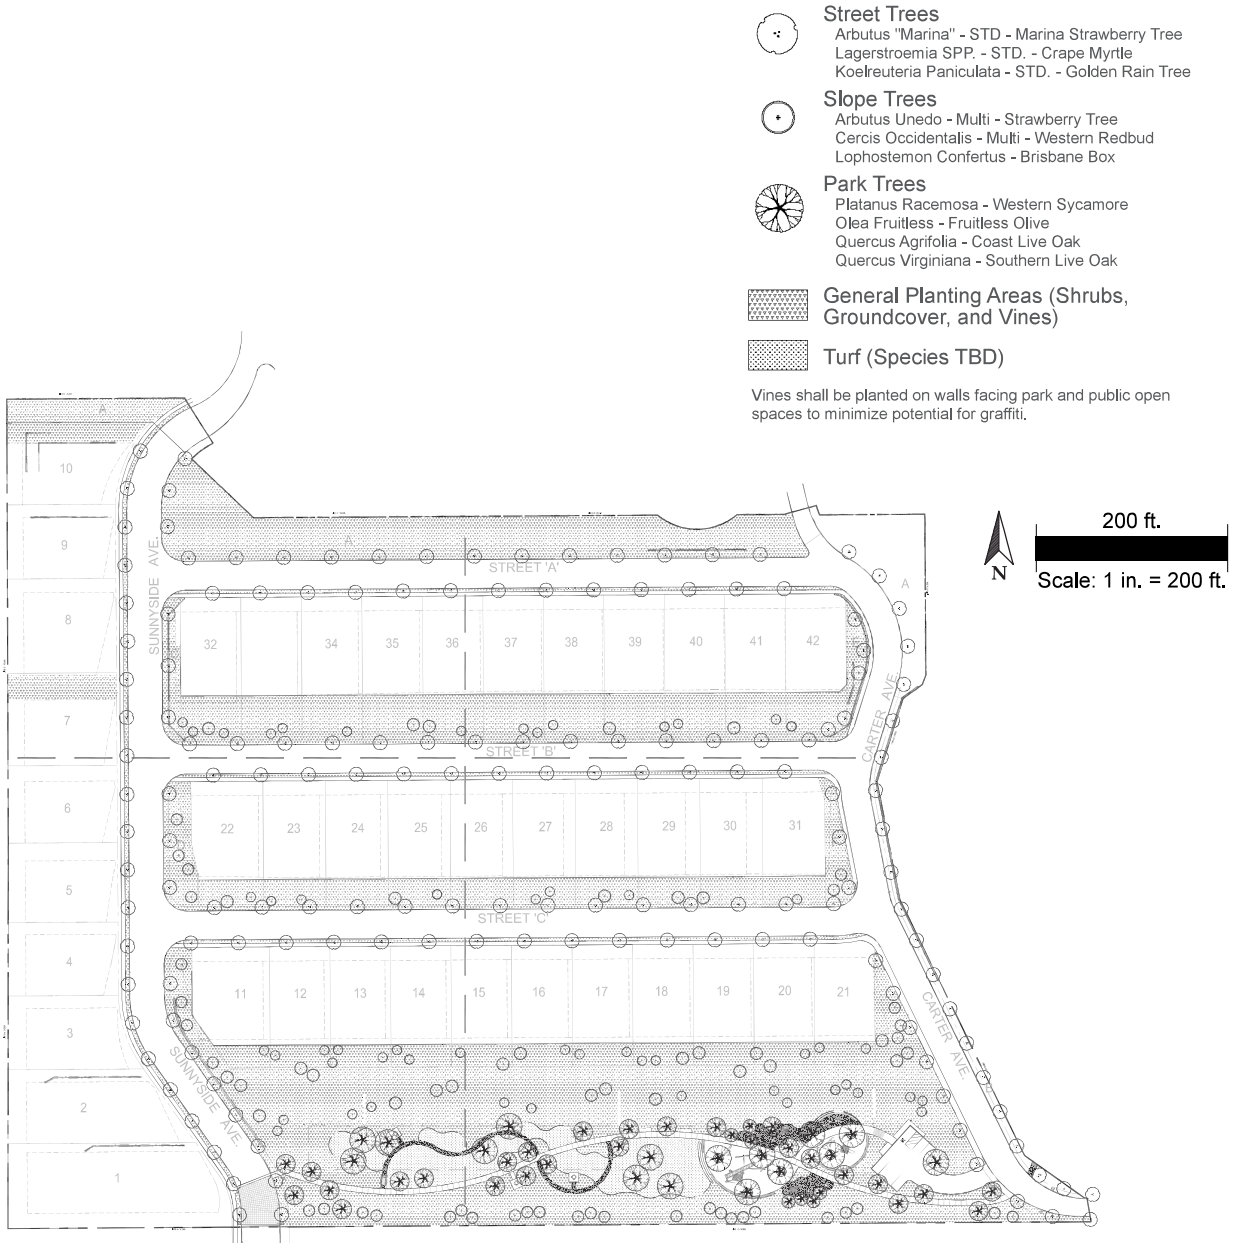 Street Trees
Arbutus "Marina" - STD - Marina Strawberry Tree
Lagerstroemia SPP. - STD. - Crape Myrtle
Koelreuteria Paniculata - STD. - Golden Rain Tree
Slope Trees
Arbutus Unedo - Multi - Strawberry Tree
Cercis Occidentalis - Multi - Western Redbud
Lophostemon Confertus - Brisbane Box
Park Trees
Platanus Racemosa - Western Sycamore
Olea Fruitless - Fruitless Olive
Quercus Agrifolia - Coast Live Oak
Quercus Virginiana - Southern Live Oak
General Planting Areas (Shrubs,
Groundcover, and Vines)
Turf (Species TBD)
Vines shall be planted on walls facing park and public open
spaces to minimize potential for graffiti.
200 ft.
N
Scale: 1 in. = 200 ft.
A
10
9
8
7
6
5
4
3
2
1
SUNNYSIDE AVE.
A
STREET 'A'
A
32
34
35
36
37
38
39
40
41
42
CARTER AVE.
STREET 'B'
22
23
24
25
26
27
28
29
30
31
STREET 'C'
11
12
13
14
15
16
17
18
19
20
21
SUNNYSIDE AVE.
CARTER AVE.